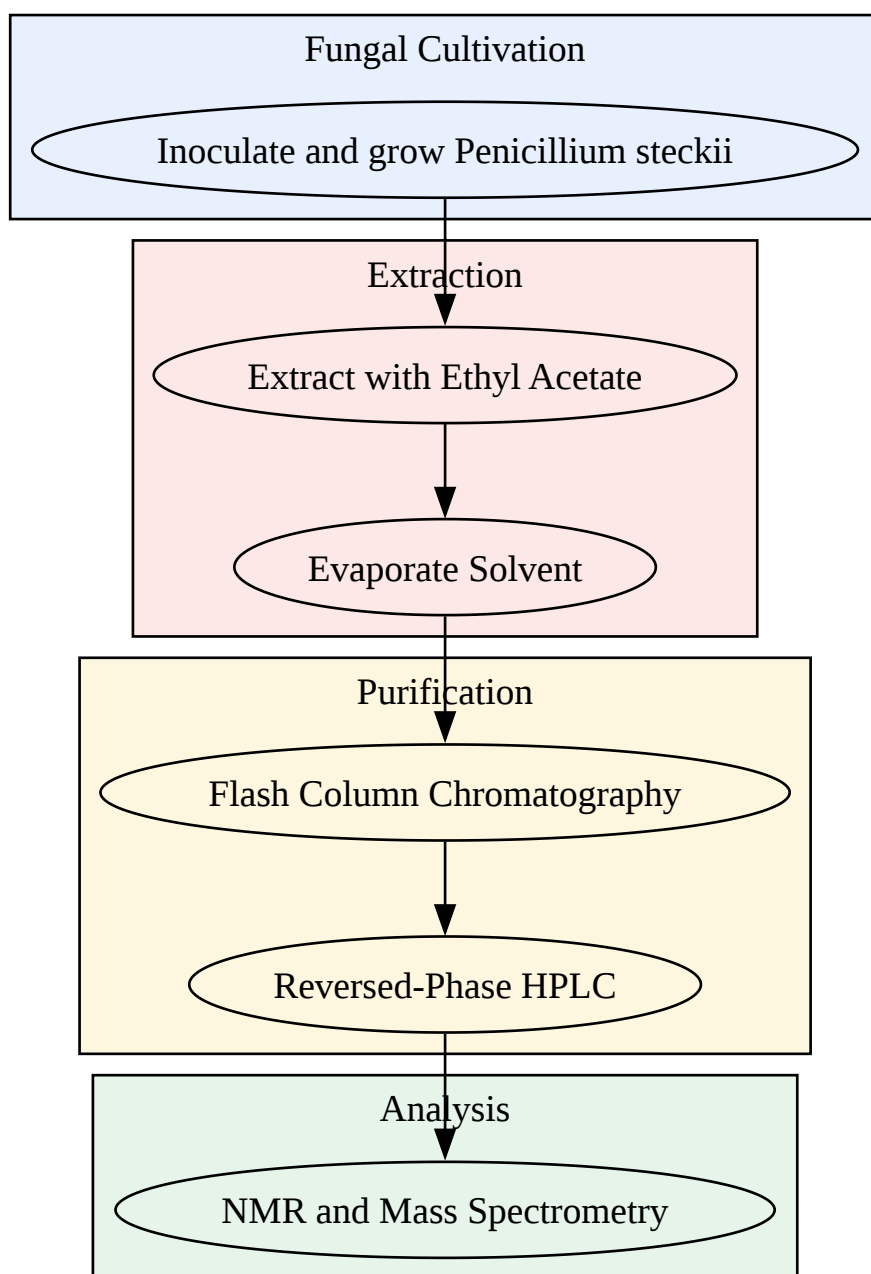 Fungal Cultivation
Inoculate and grow Penicillium steckii
Extraction
Extract with Ethyl Acetate
Evaporate Solvent
Purification
Flash Column Chromatography
Reversed-Phase HPLC
Analysis
NMR and Mass Spectrometry